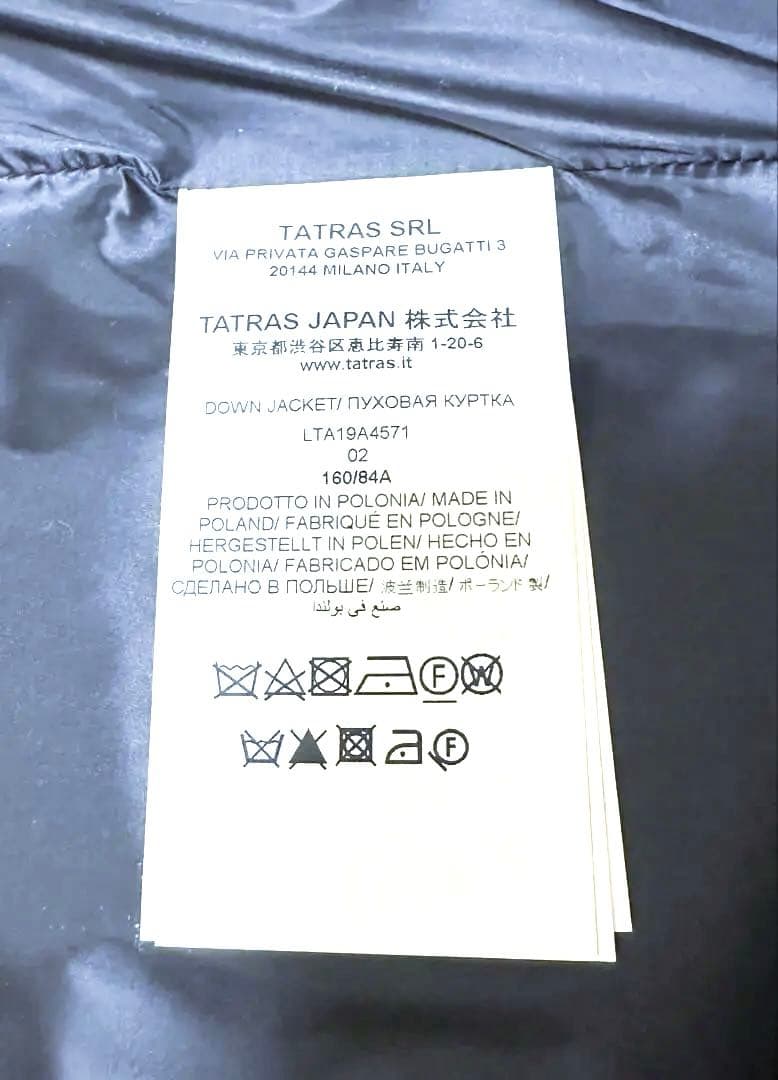 TATRAS SRL
VIA PRIVATA GASPARE BUGATTI 3
20144 MILANO ITALY
TATRAS JAPAN 株式会社
東京都渋谷区恵比寿南 1-20-6
www.tatras.it
DOWN JACKET/ ПУХОВАЯ КУРТКА
LTA19A4571
02
160/84A
PRODOTTO IN POLONIA/ MADE IN
POLAND/ FABRIQUÉ EN POLOGNE/
HERGESTELLT IN POLEN/ HECHO EN
POLONIA/ FABRICADO EM POLÓNIA/
СДЕЛАНО В ПОЛЬШЕ/ 波兰制造/ ポーランド 製/
صنع في بولندا
F W
F